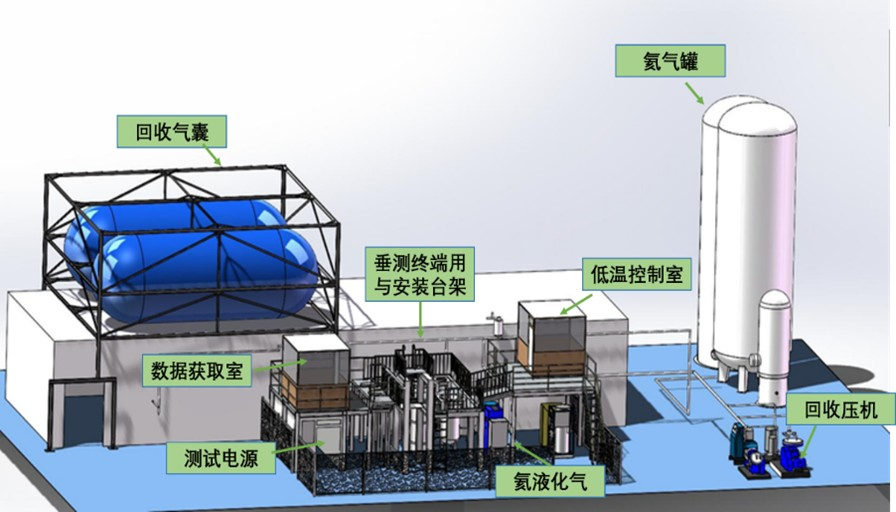 氦气罐
回收气囊
垂测终端用
与安装台架
低温控制室
数据获取室
回收压机
测试电源
氦液化气